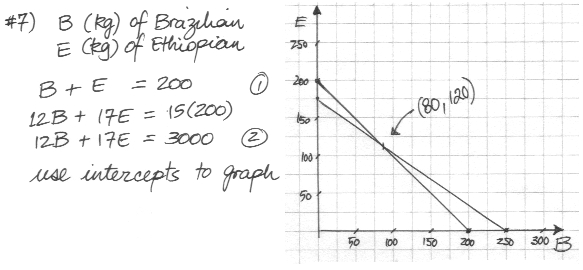 #7) B (kg) of Brazilian
E (kg) of Ethiopian
B + E = 200 ①
12B + 17E = 15(200)
12B + 17E = 3000 ②
use intercepts to graph
E
250
200
150
100
50
(80, 120)
50 100 150 200 250 300 B